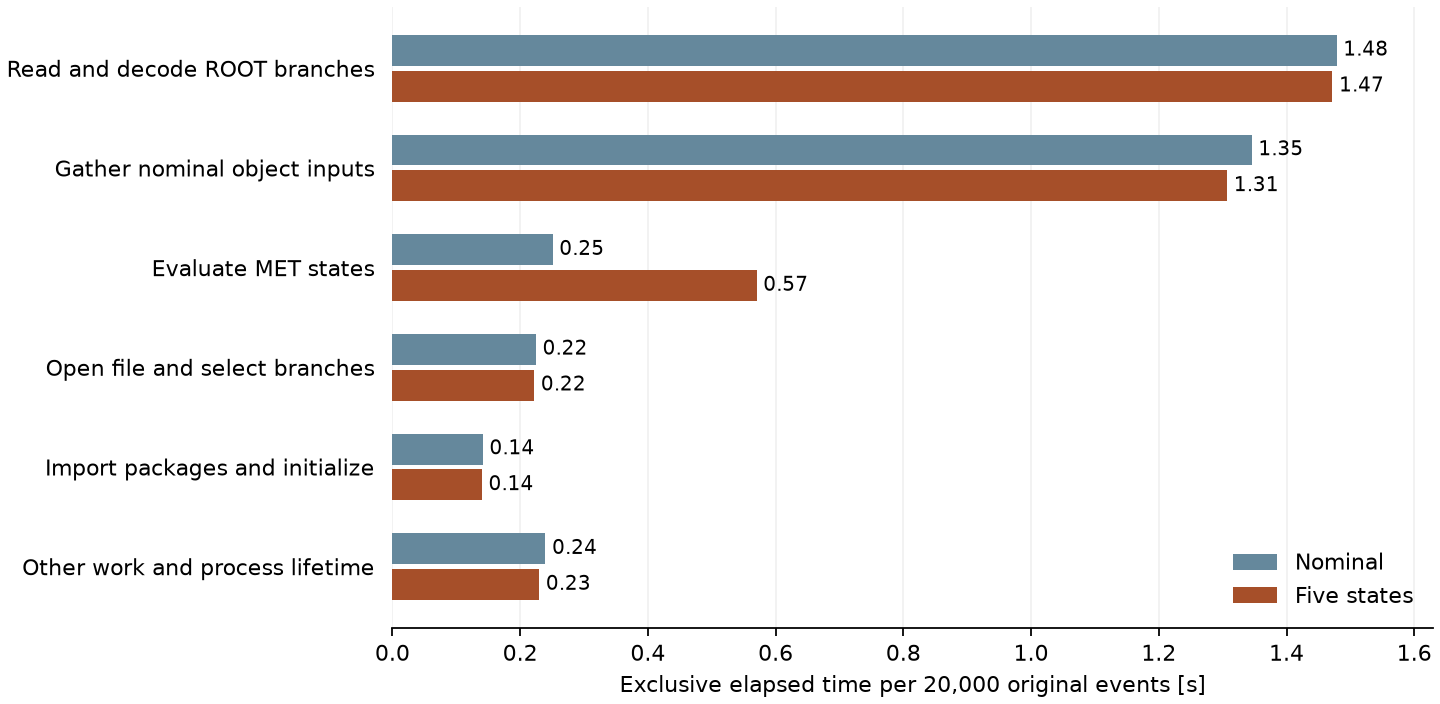 Read and decode ROOT branches
1.48
1.47
Gather nominal object inputs
1.35
1.31
Evaluate MET states
0.25
0.57
Open file and select branches
0.22
0.22
Import packages and initialize
0.14
0.14
Other work and process lifetime
0.24
0.23
Nominal
Five states
0.0 0.2 0.4 0.6 0.8 1.0 1.2 1.4 1.6
Exclusive elapsed time per 20,000 original events [s]